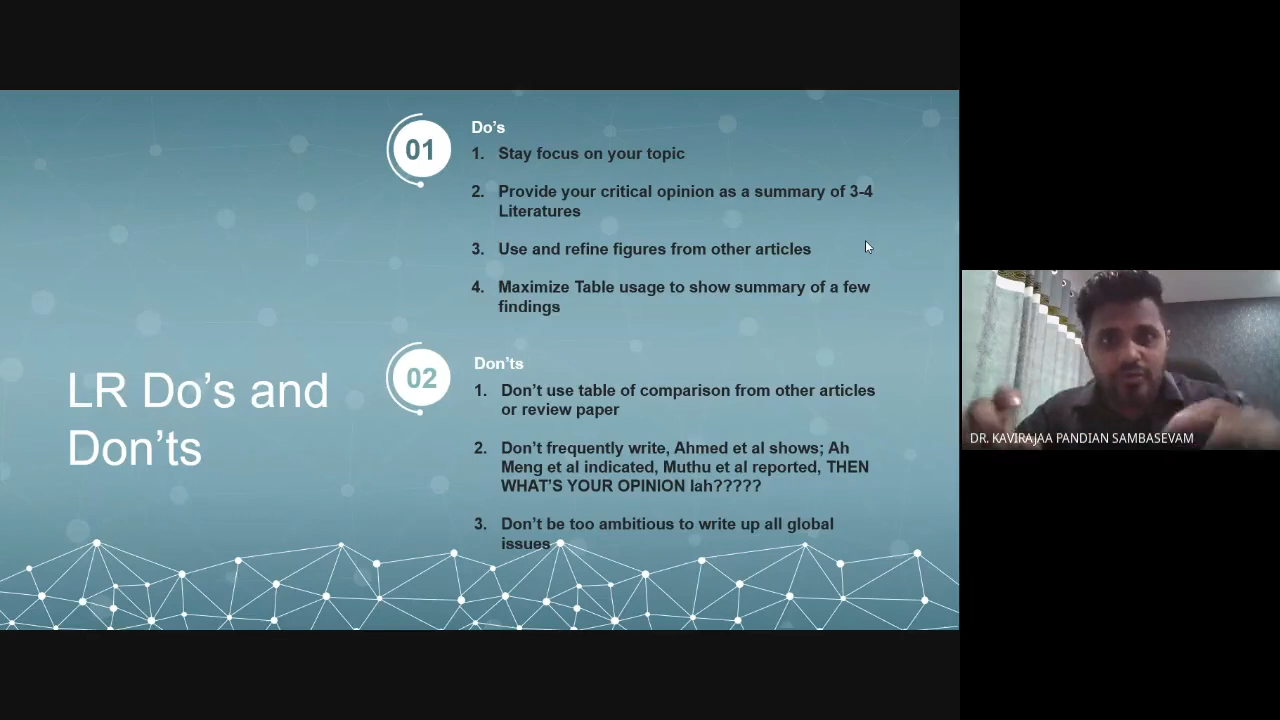 LR Do's and
Don'ts
01
Do's
1. Stay focus on your topic
2. Provide your critical opinion as a summary of 3-4
Literatures
3. Use and refine figures from other articles
4. Maximize Table usage to show summary of a few
findings
02
Don'ts
1. Don't use table of comparison from other articles
or review paper
2. Don't frequently write, Ahmed et al shows; Ah
Meng et al indicated, Muthu et al reported, THEN
WHAT'S YOUR OPINION lah?????
3. Don't be too ambitious to write up all global
issues
DR. KAVIRAJAA PANDIAN SAMBASEVAM